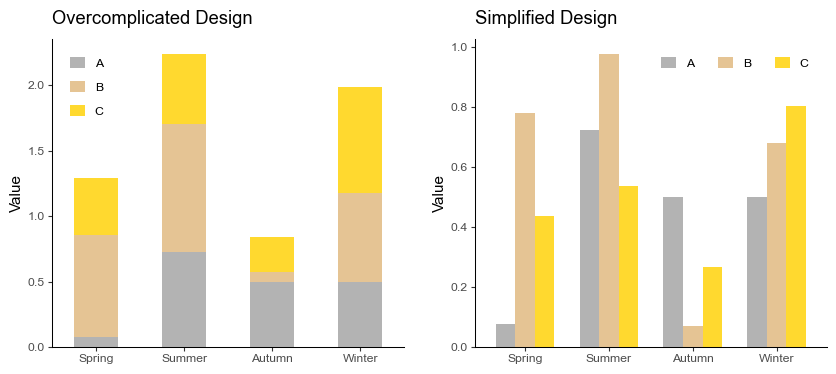 Overcomplicated Design
Value
2.0
1.5
1.0
0.5
0.0
A
B
C
Spring Summer Autumn Winter
Simplified Design
Value
1.0
0.8
0.6
0.4
0.2
0.0
A B C
Spring Summer Autumn Winter